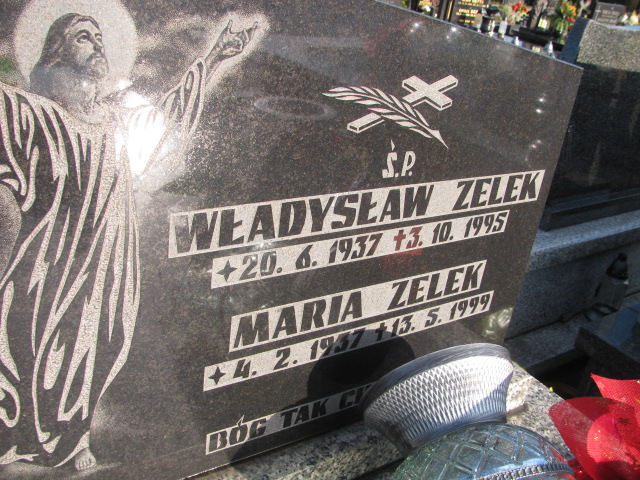 Ś.P.
WŁADYSŁAW ZELEK
20. 6. 1937 3. 10. 1995
MARIA ZELEK
4. 2. 1937 13. 5. 1999
BÓG TAK